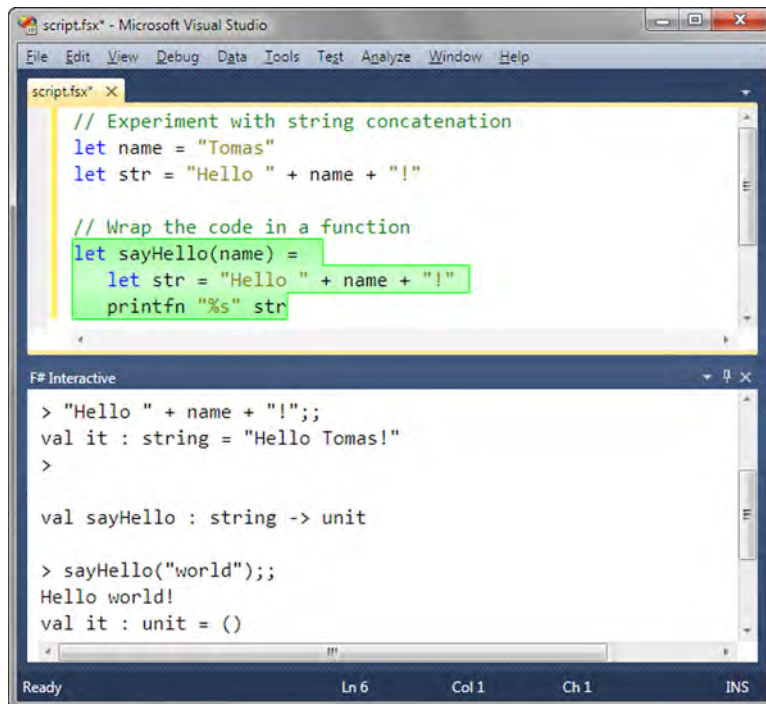 script.fsx* - Microsoft Visual Studio
File Edit View Debug Data Tools Test Analyze Window Help
script.fsx* X
// Experiment with string concatenation
let name = "Tomas"
let str = "Hello " + name + "!"
// Wrap the code in a function
let sayHello(name) =
let str = "Hello " + name + "!"
printfn "%s" str
F# Interactive
> "Hello " + name + "!";;
val it : string = "Hello Tomas!"
>
val sayHello : string -> unit
> sayHello("world");;
Hello world!
val it : unit = ()
Ready Ln 6 Col 1 Ch 1 INS